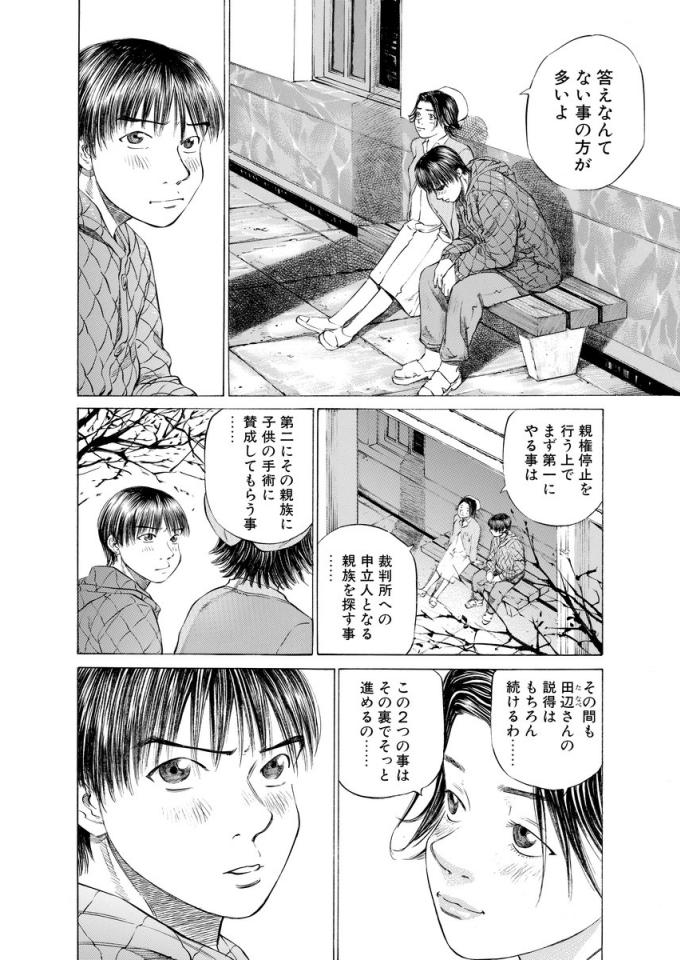 答えなんて
ない事の方が
多いよ
親権停止を
行う上で
まず第一に
やる事は
裁判所への
申立人となる
親族を探す事
……
第二にその親族に
子供の手術に
賛成してもらう事
……
その間も
田辺さんの
たなべ
説得は
もちろん
続けるわ……
この2つの事は
その裏でそっと
進めるの……